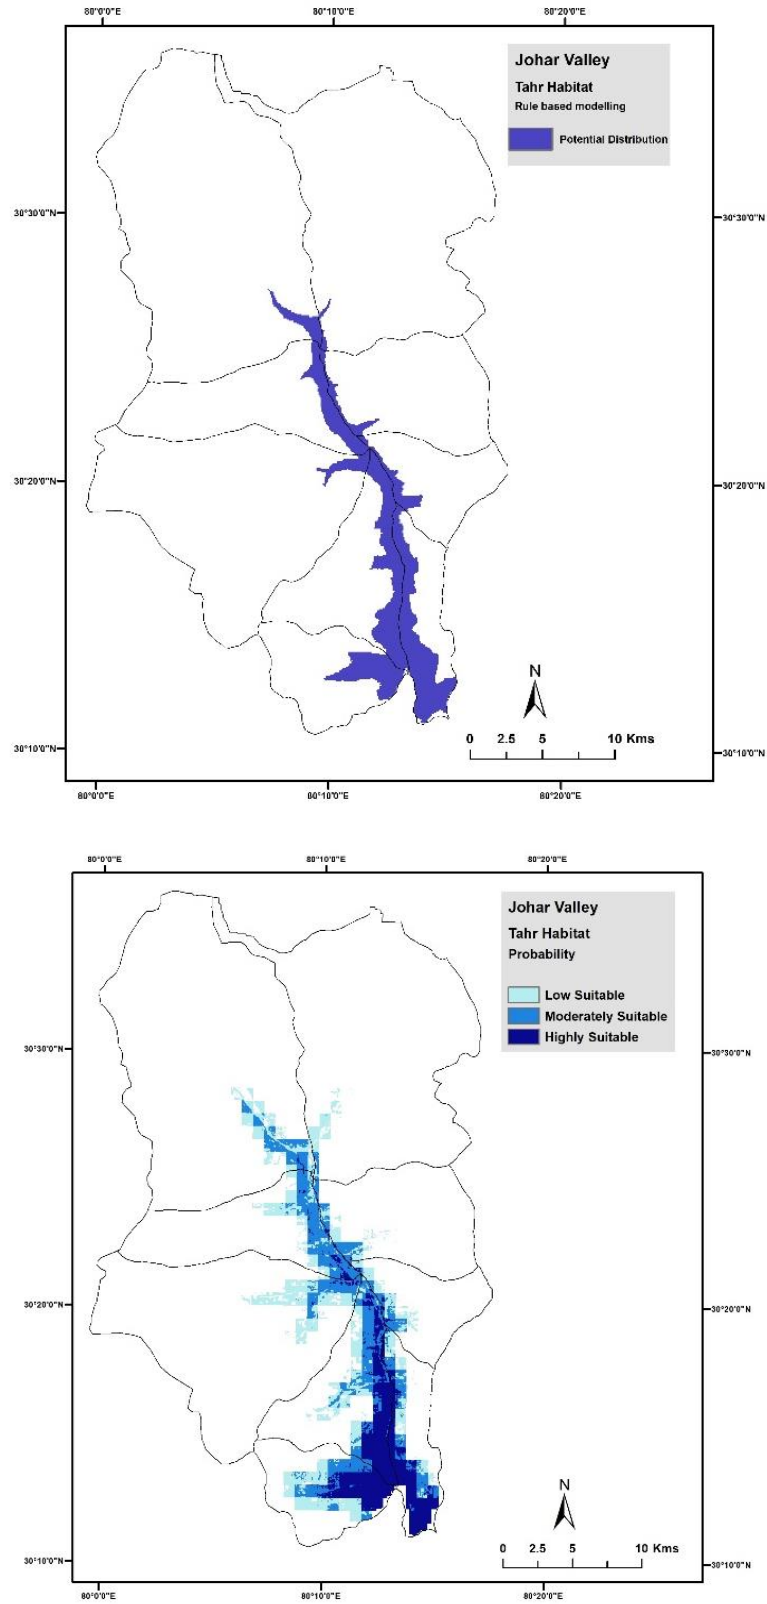 80°0'0"E 80°10'0"E 80°20'0"E
Johar Valley
Tahr Habitat
Rule based modelling
Potential Distribution
30°30'0"N 30°30'0"N
30°20'0"N 30°20'0"N
N
0 2.5 5 10 Kms
30°10'0"N 30°10'0"N
80°0'0"E 80°10'0"E 80°20'0"E
80°0'0"E 80°10'0"E 80°20'0"E
Johar Valley
Tahr Habitat
Probability
Low Suitable
Moderately Suitable
Highly Suitable
30°30'0"N 30°30'0"N
30°20'0"N 30°20'0"N
N
0 2.5 5 10 Kms
30°10'0"N 30°10'0"N
80°0'0"E 80°10'0"E 80°20'0"E